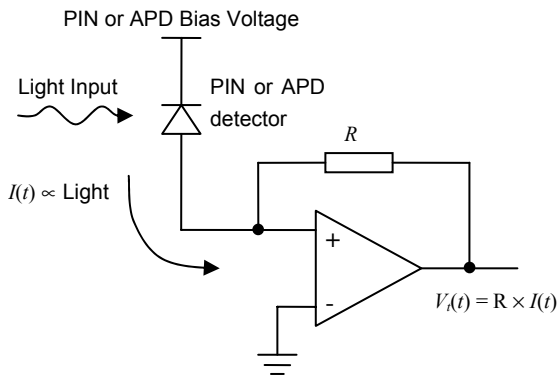 PIN or APD Bias Voltage
Light Input
PIN or APD
detector
R
I(t) ∝ Light
+
-
V_t(t) = R × I(t)